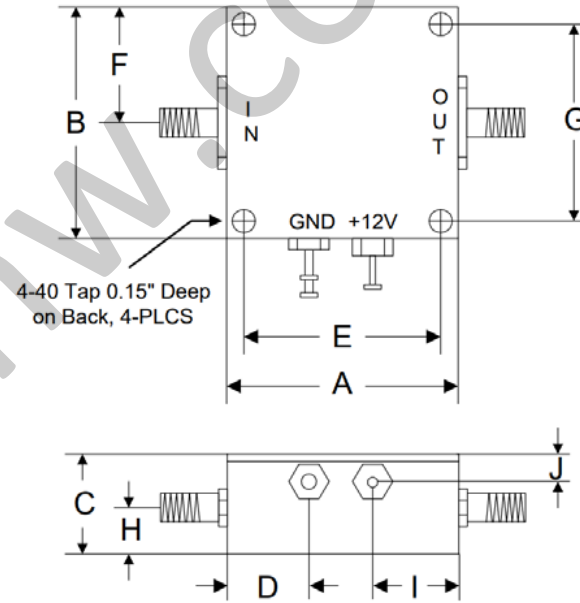 F
B
I
N
O
U
T
G
GND +12V
4-40 Tap 0.15" Deep
on Back, 4-PLCS
E
A
C
H
J
D
I